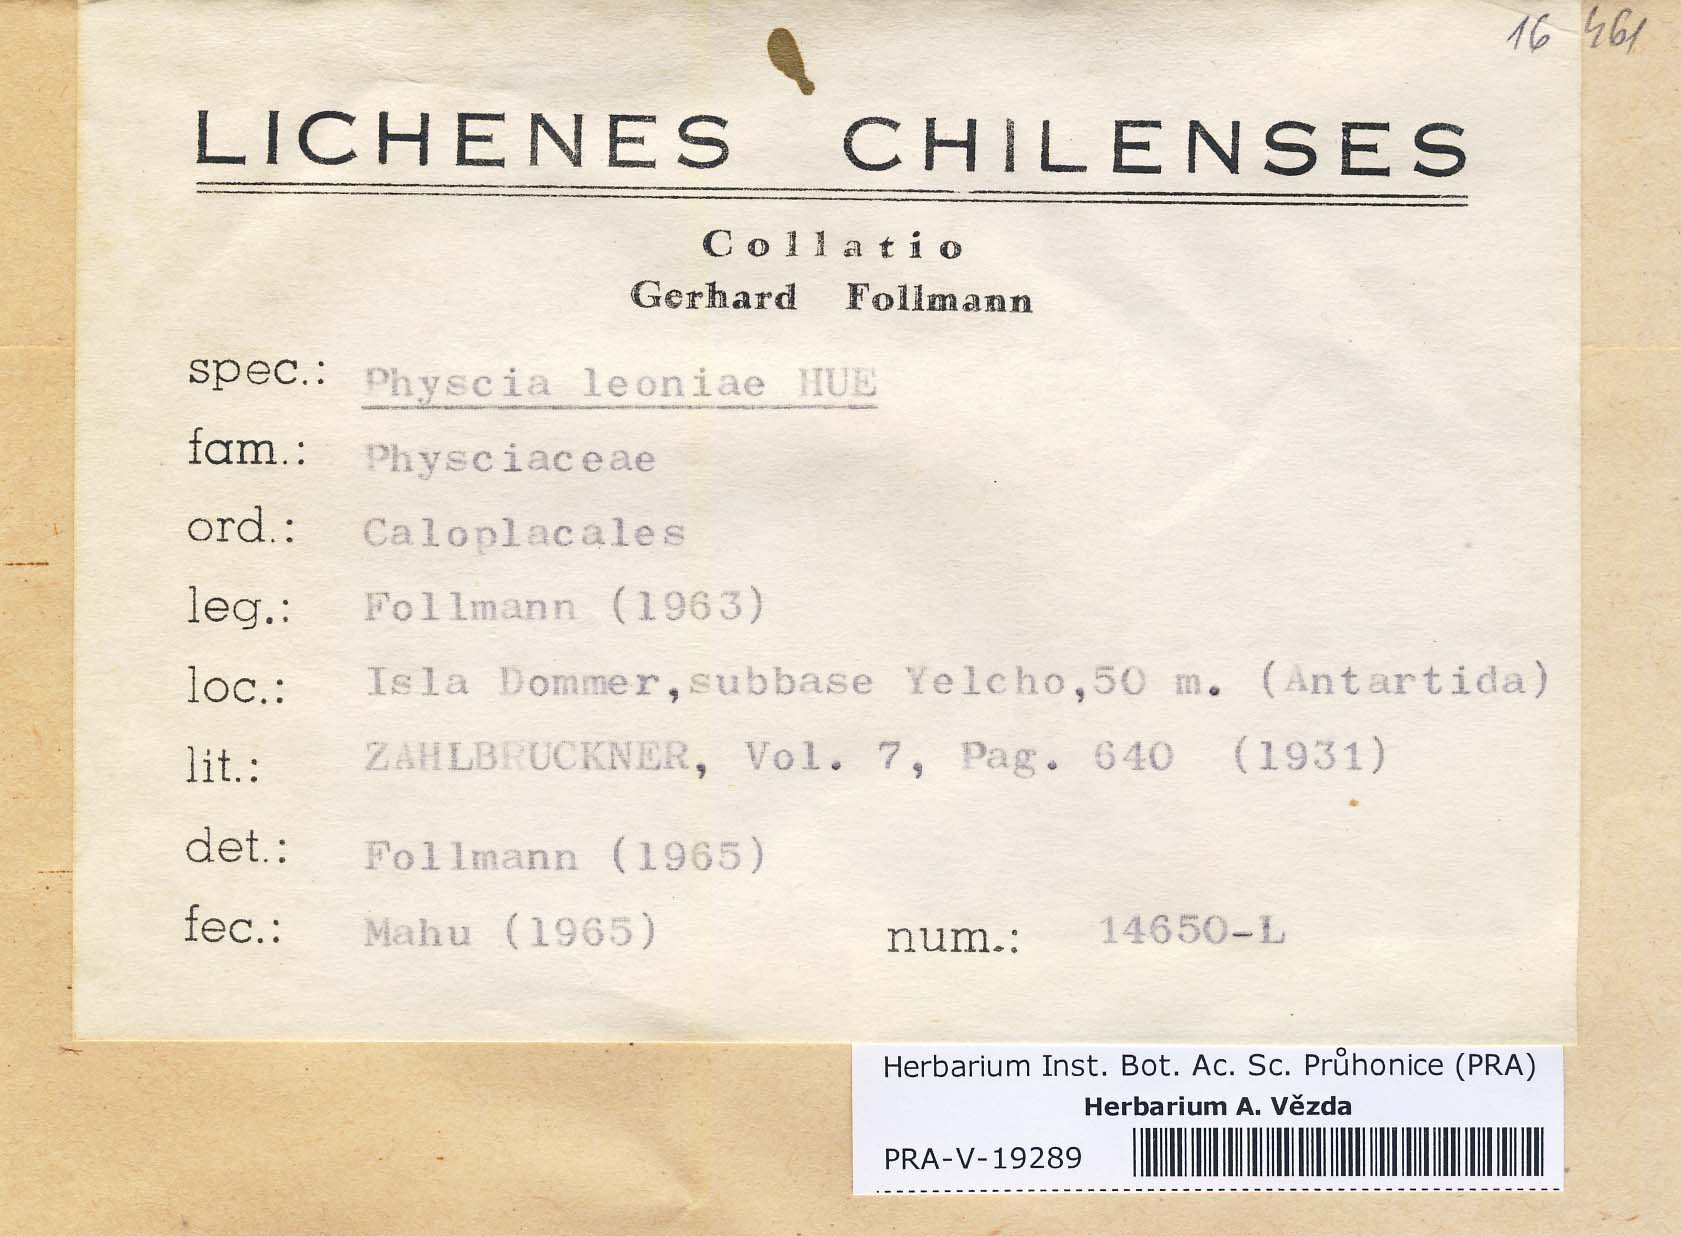 16 461
LICHENES CHILENSES
Collatio
Gerhard Follmann
spec.: Physcia leoniae HUE
fam.: Physciaceae
ord.: Caloplacales
leg.: Follmann (1963)
loc.: Isla Dommer,subbase Yelcho,50 m. (Antartida)
lit.: ZAHLBRUCKNER, Vol. 7, Pag. 640 (1931)
det.: Follmann (1965)
fec.: Mahu (1965) num.: 14650-L
Herbarium Inst. Bot. Ac. Sc. Průhonice (PRA)
Herbarium A. Vězda
PRA-V-19289